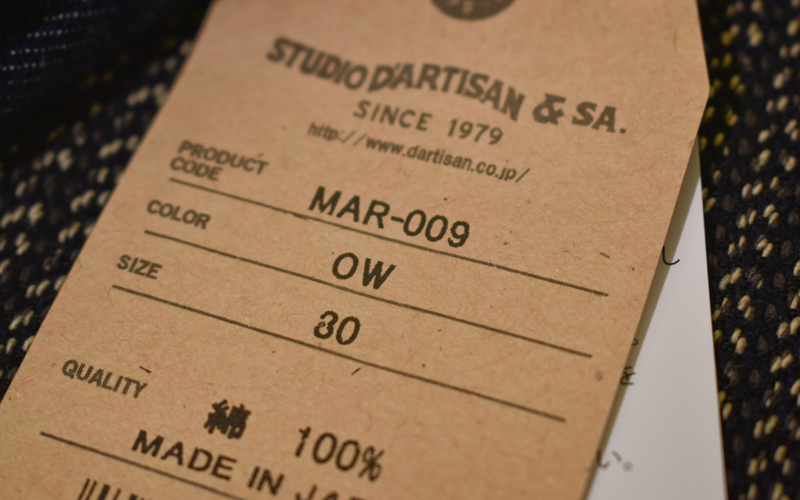 STUDIO D'ARTISAN & SA.
SINCE 1979
http://www.dartisan.co.jp/
PRODUCT
CODE
MAR-009
COLOR
OW
SIZE
30
QUALITY
綿 100%
MADE IN
い。